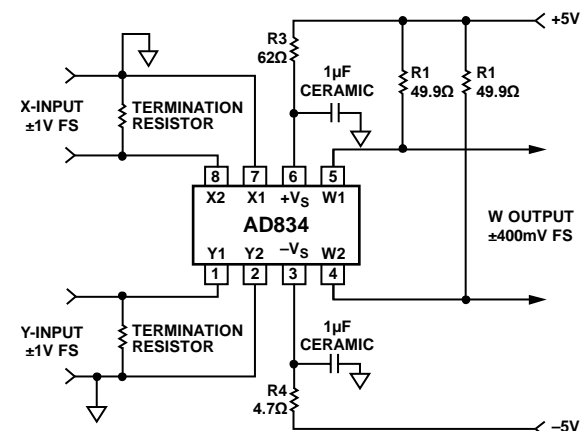 +5V
R3
62Ω
1µF
CERAMIC
R1
49.9Ω
R1
49.9Ω
X-INPUT
±1V FS
TERMINATION
RESISTOR
8 7 6 5
X2 X1 +VS W1
AD834
Y1 Y2 –VS W2
1 2 3 4
W OUTPUT
±400mV FS
Y-INPUT
±1V FS
TERMINATION
RESISTOR
1µF
CERAMIC
R4
4.7Ω
–5V